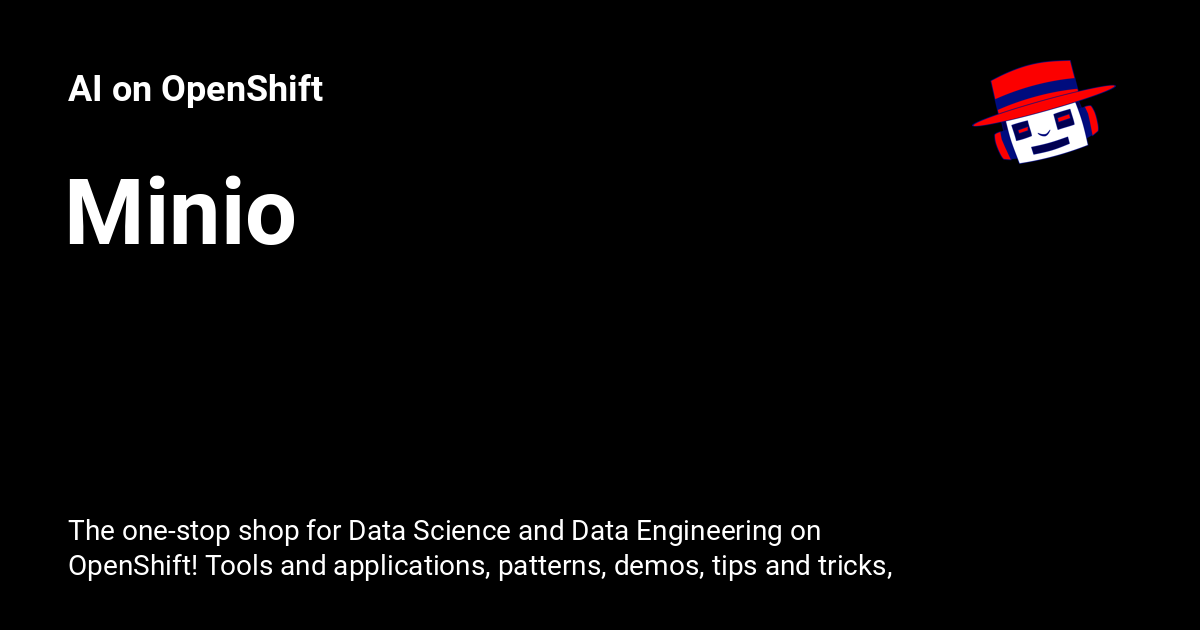 AI on OpenShift
Minio
The one-stop shop for Data Science and Data Engineering on
OpenShift! Tools and applications, patterns, demos, tips and tricks,